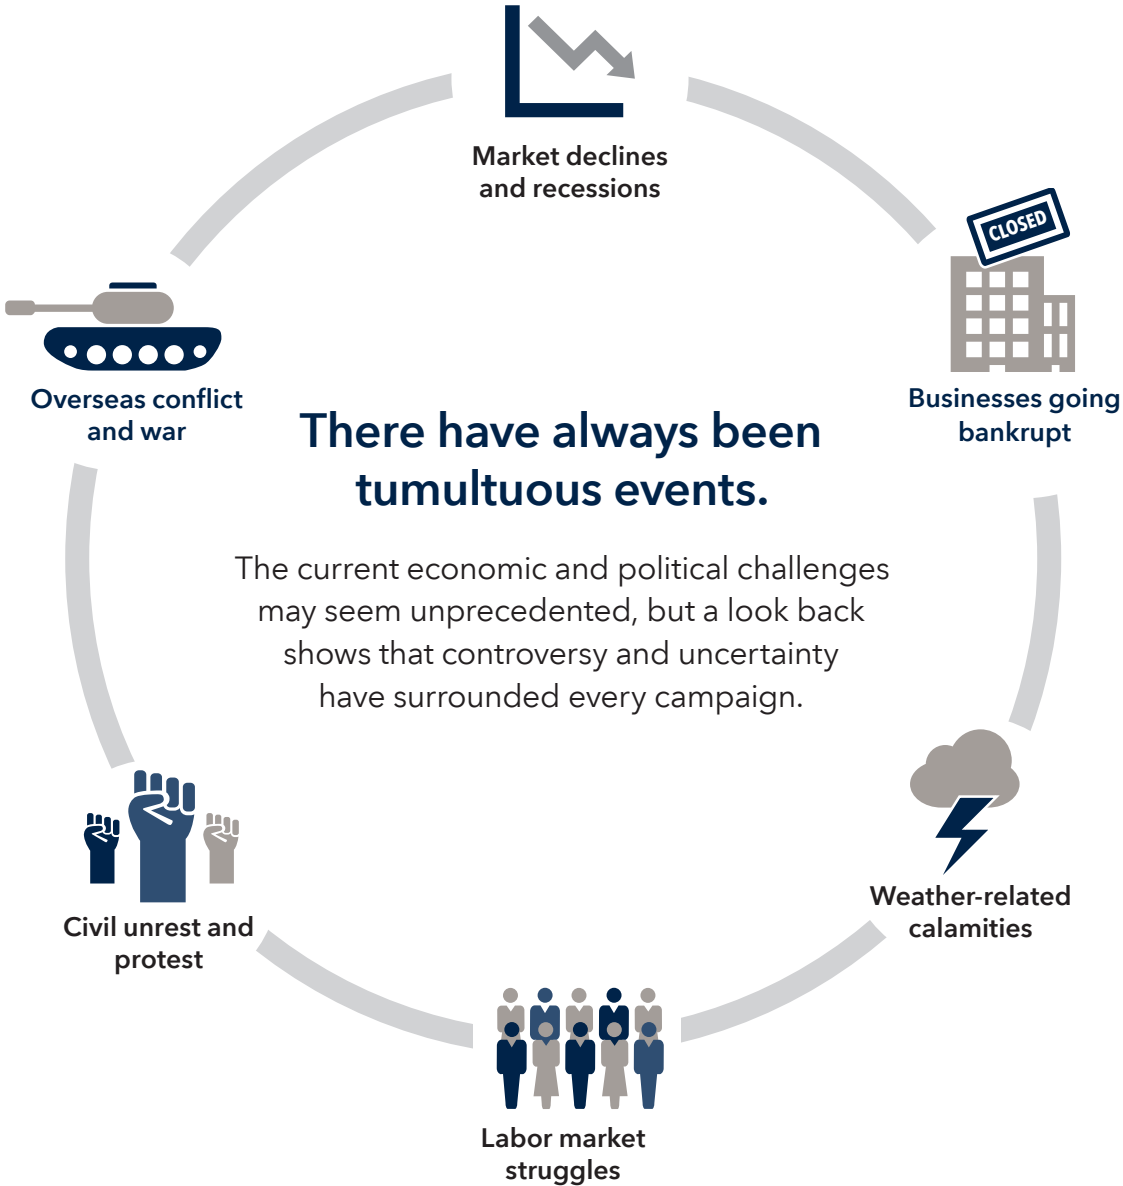 Market declines
and recessions
CLOSED
Businesses going
bankrupt
Overseas conflict
and war
There have always been
tumultuous events.
The current economic and political challenges
may seem unprecedented, but a look back
shows that controversy and uncertainty
have surrounded every campaign.
Weather-related
calamities
Civil unrest and
protest
Labor market
struggles